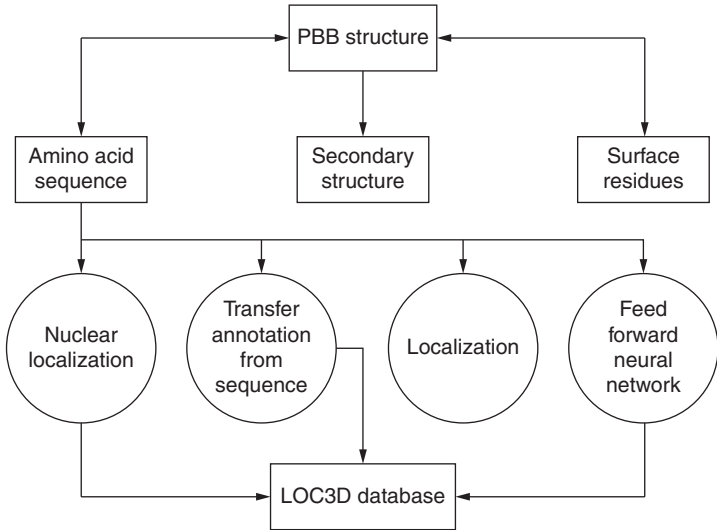 PBB structure
Amino acid
sequence
Secondary
structure
Surface
residues
Nuclear
localization
Transfer
annotation
from
sequence
Localization
Feed
forward
neural
network
LOC3D database